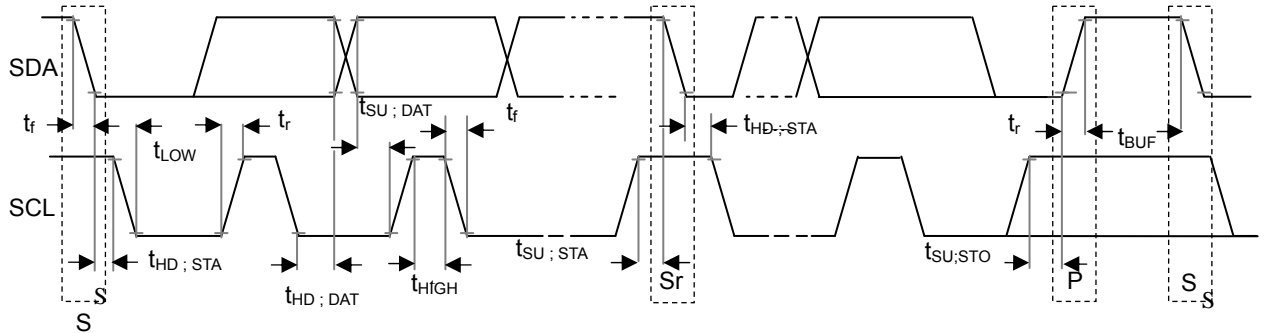 SDA
t_f t_LOW t_r t_SU ; DAT t_f t_HD ; STA t_r t_BUF
SCL
t_HD ; STA t_HD ; DAT t_HIGH t_SU ; STA t_SU;STO
S Sr P S S
S